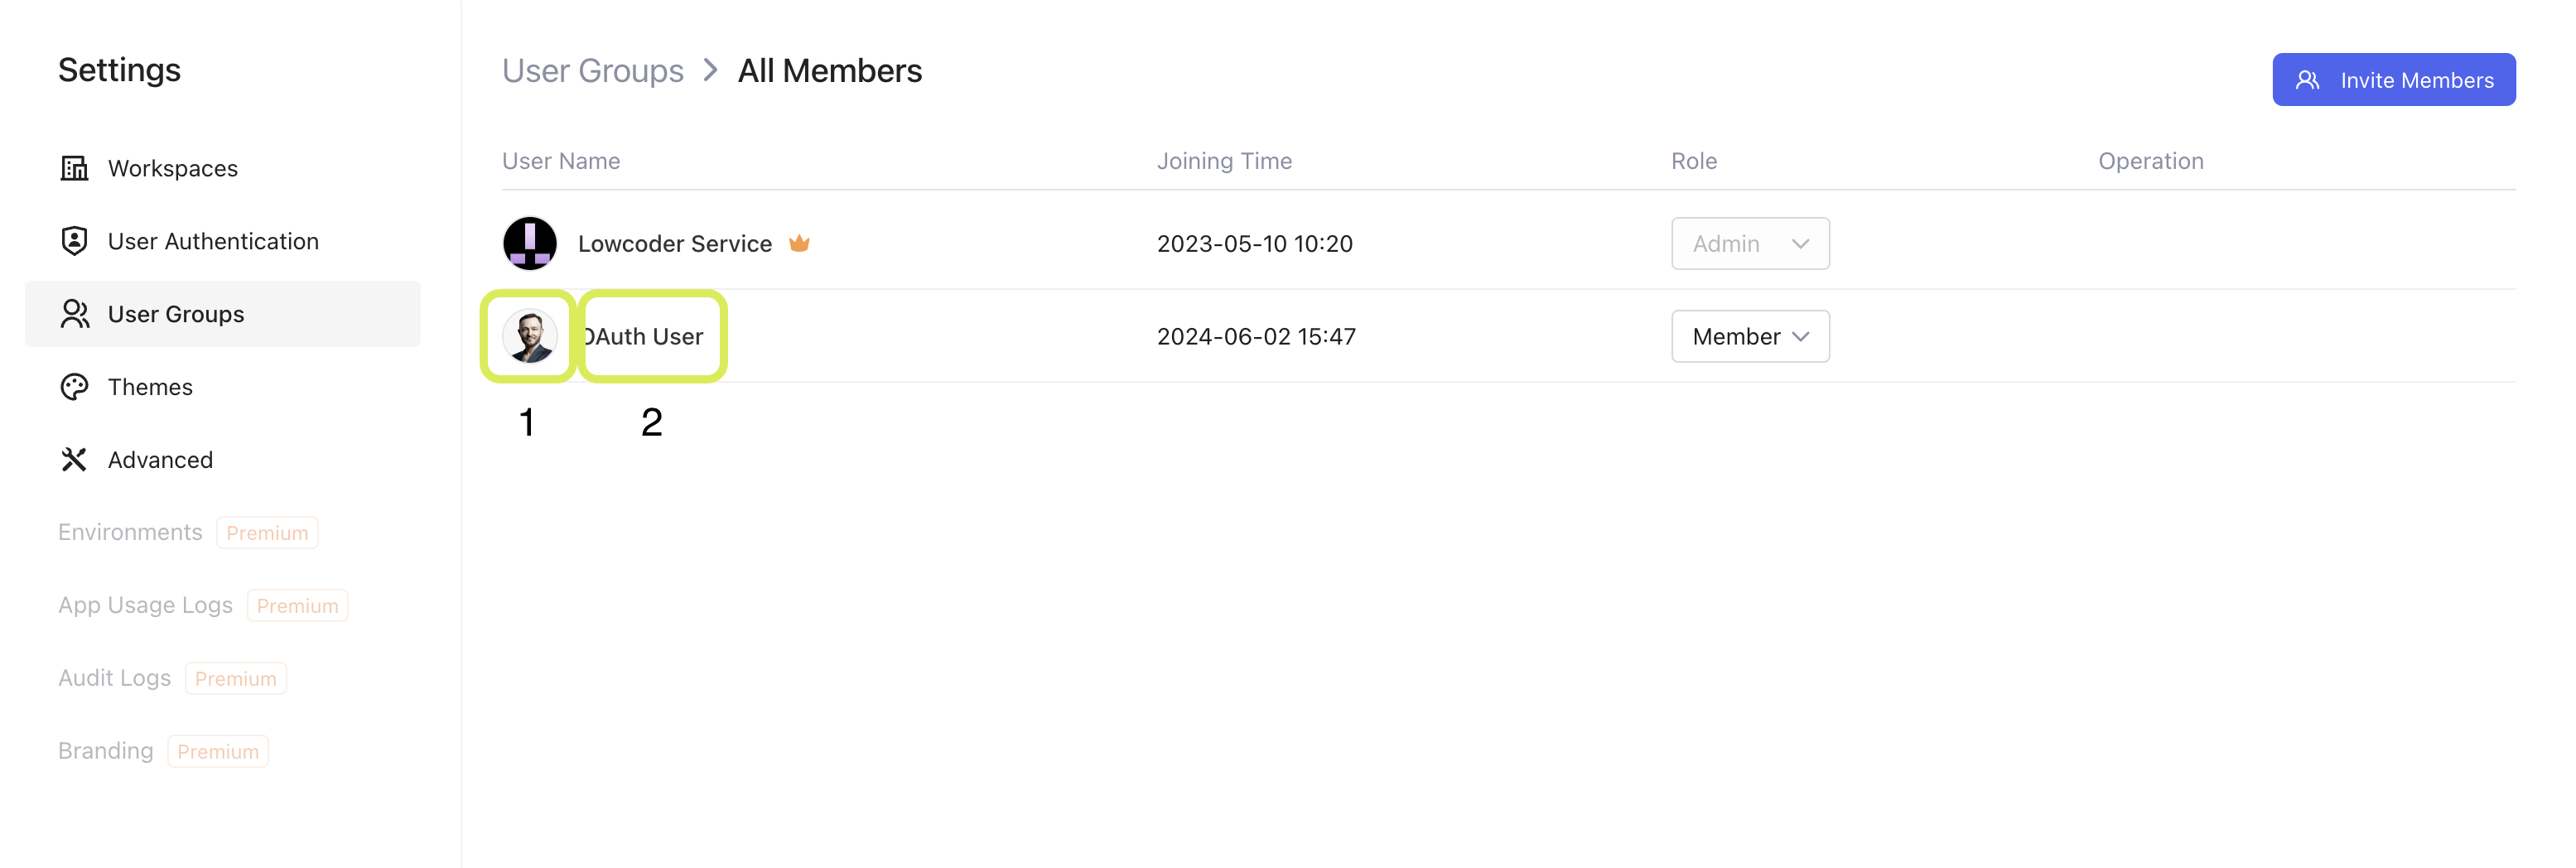 Settings
Workspaces
User Authentication
User Groups
Themes
Advanced
Environments Premium
App Usage Logs Premium
Audit Logs Premium
Branding Premium
User Groups > All Members
Invite Members
User Name Joining Time Role Operation
Lowcoder Service 2023-05-10 10:20 Admin
OAuth User 2024-06-02 15:47 Member
1 2